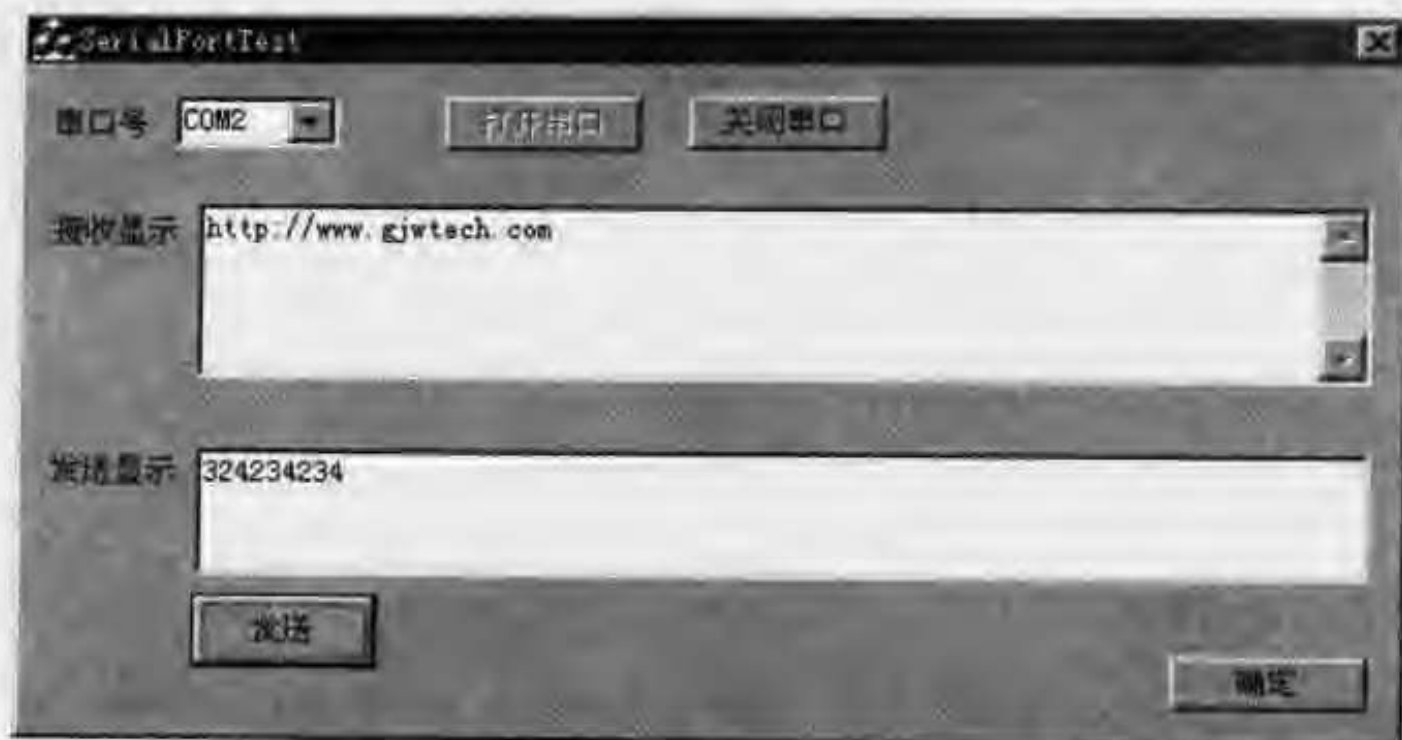 SerialPortTest
串口号 COM2 打开串口 关闭串口
接收显示 http://www.gjwtech.com
发送显示 324234234
发送
确定